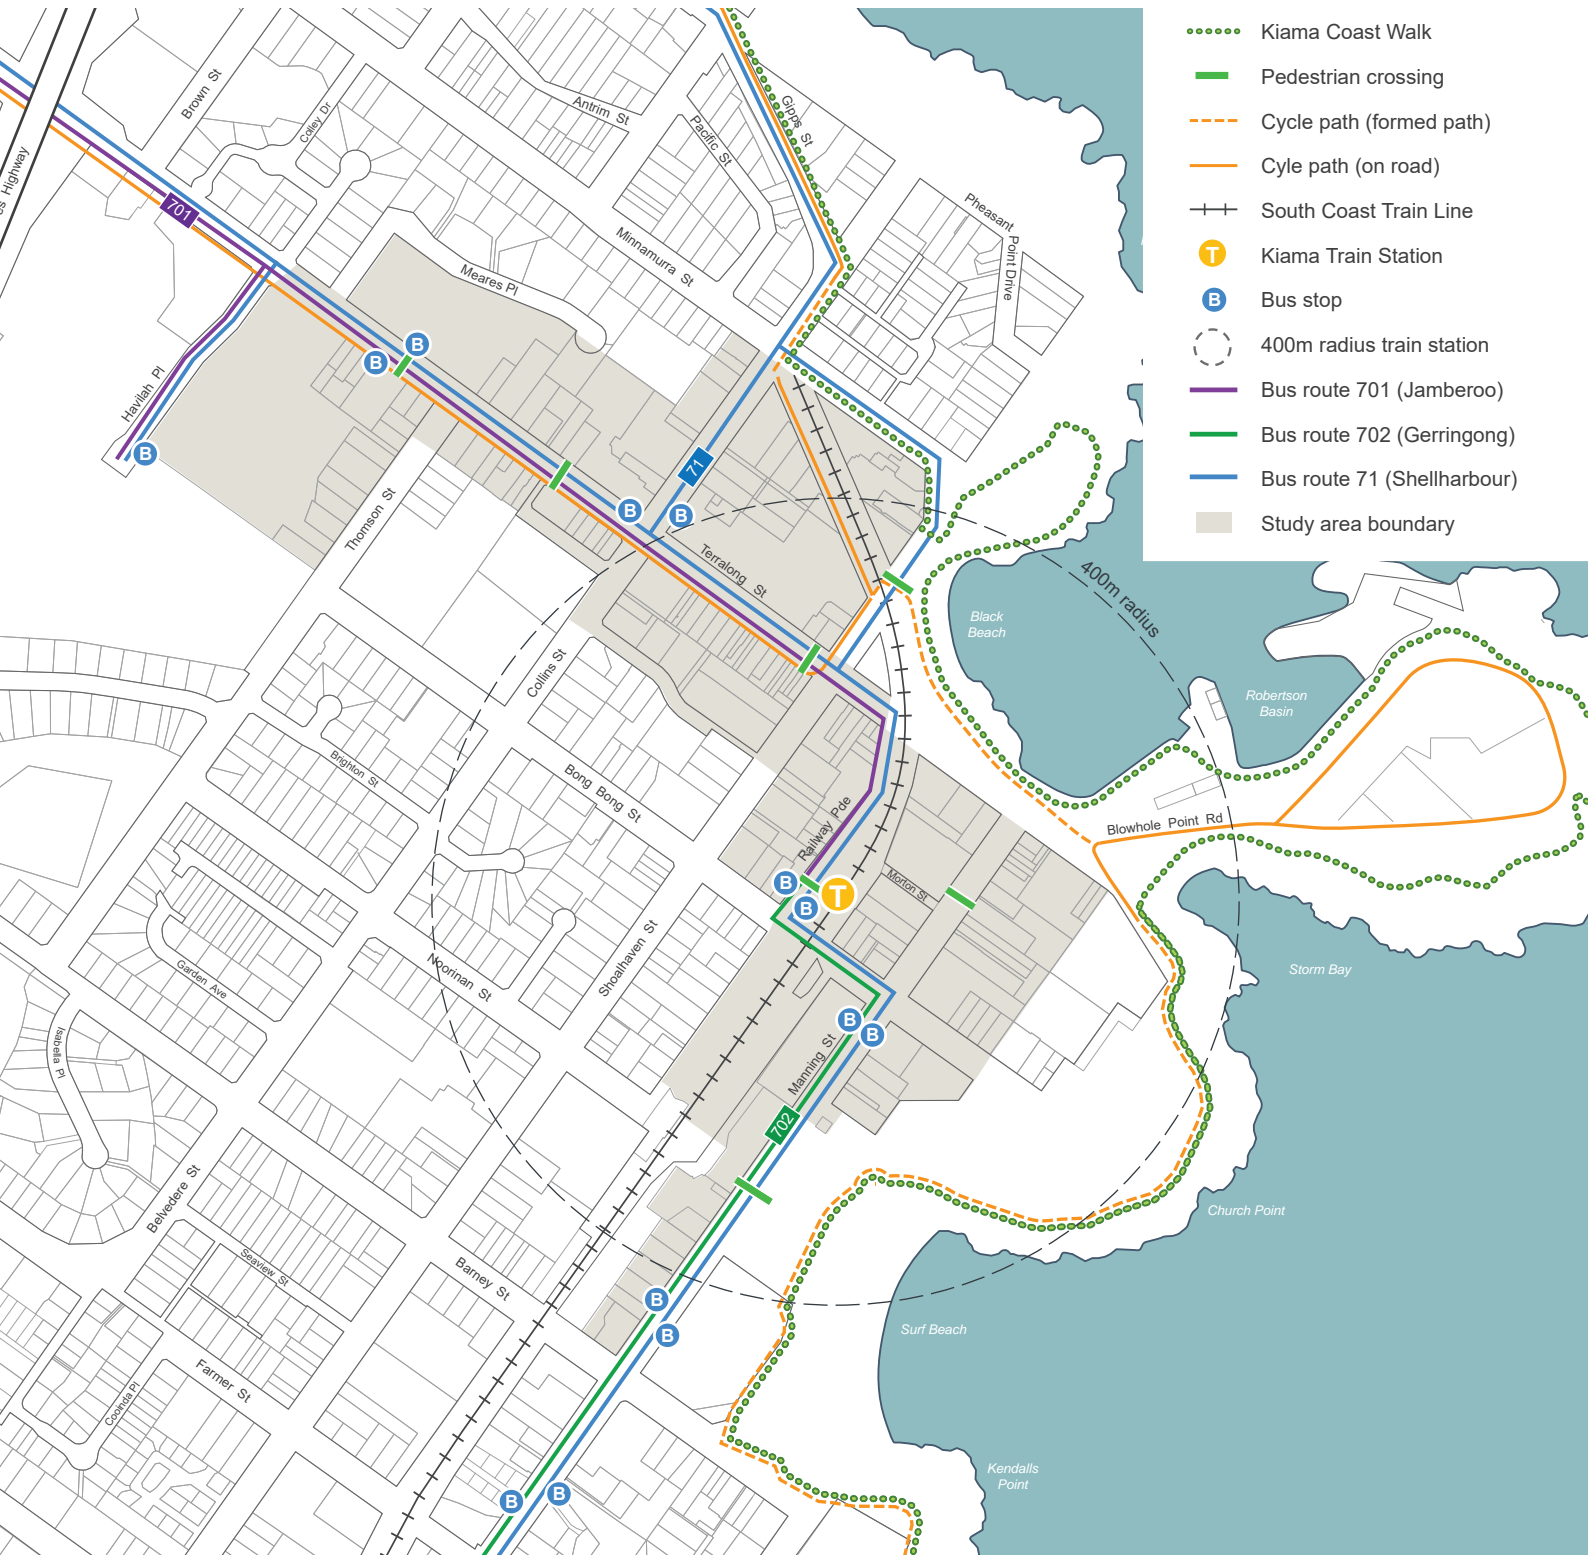 Kiama Coast Walk
Pedestrian crossing
Cycle path (formed path)
Cyle path (on road)
South Coast Train Line
T
Kiama Train Station
B
Bus stop
400m radius train station
Bus route 701 (Jamberoo)
Bus route 702 (Gerringong)
Bus route 71 (Shellharbour)
Study area boundary
Highway
Brown St
Colley Dr
Antrim St
Pacific St
Gipps St
Pheasant
Point Drive
701
Minnamurra St
Meares Pl
B
B
Havilah Pl
B
71
B
B
Thomson St
Terralong St
400m radius
Black
Beach
Collins St
Robertson
Basin
Brighton St
Bong Bong St
Railway Pde
Blowhole Point Rd
B
T
B
Morton St
Shoalhaven St
Noorinan St
Garden Ave
Storm Bay
Isabella Pl
B
B
Manning St
702
Belvedere St
Church Point
Seaview St
Barney St
B
B
Surf Beach
Farmer St
Cooinda Pl
Kendalls
Point
B
B